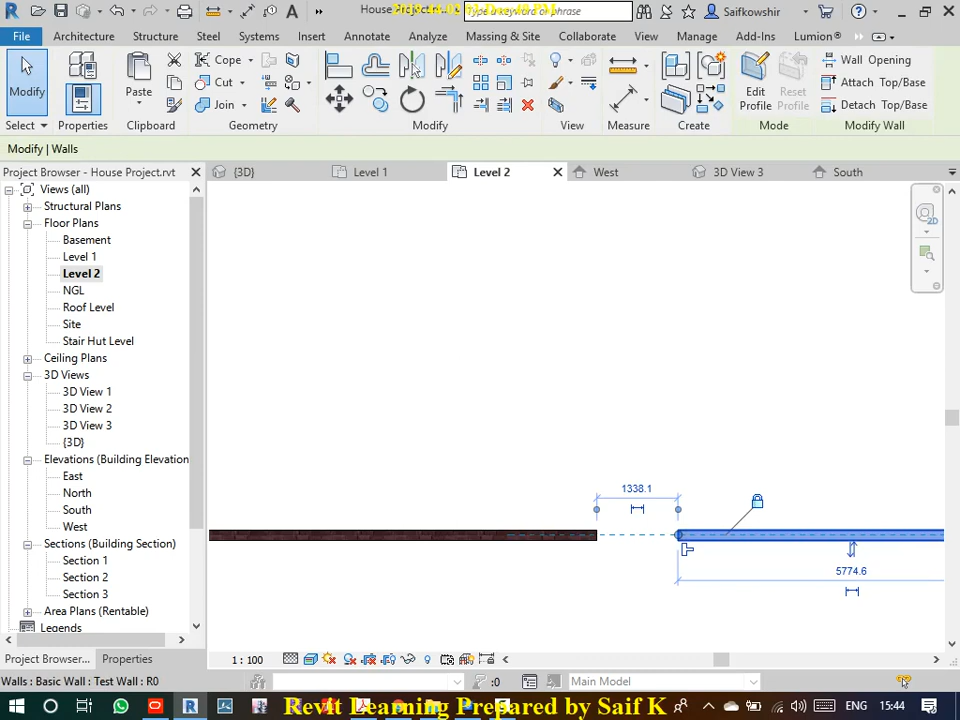 House Project.rvt
Type a keyword or phrase
Saifkowshir
File
Architecture
Structure
Steel
Systems
Insert
Annotate
Analyze
Massing & Site
Collaborate
View
Manage
Add-Ins
Lumion®
Modify
Paste
Cope
Cut
Join
Edit
Profile
Reset
Profile
Wall Opening
Attach Top/Base
Detach Top/Base
Select
Properties
Clipboard
Geometry
Modify
View
Measure
Create
Mode
Modify Wall
Modify | Walls
Project Browser - House Project.rvt
{3D}
Level 1
Level 2
West
3D View 3
South
Views (all)
Structural Plans
Floor Plans
Basement
Level 1
Level 2
NGL
Roof Level
Site
Stair Hut Level
Ceiling Plans
3D Views
3D View 1
3D View 2
3D View 3
{3D}
Elevations (Building Elevation
East
North
South
West
Sections (Building Section)
Section 1
Section 2
Section 3
Area Plans (Rentable)
Legends
1338.1
5774.6
2D
Project Browser...
Properties
1 : 100
Walls : Basic Wall : Test Wall : R0
:0
Main Model
Revit Learning Prepared by Saif K
ENG
15:44